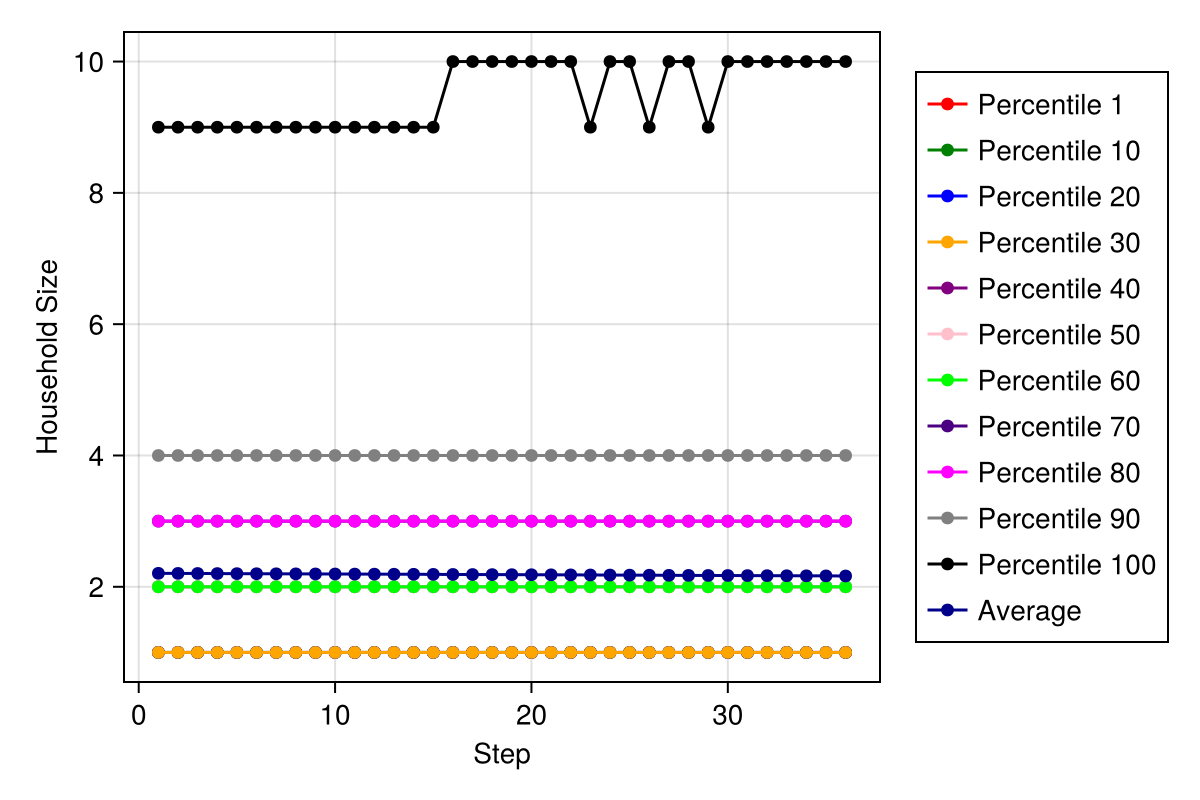 10
8
6
4
2
Household Size
0
10
20
30
Step
Percentile 1
Percentile 10
Percentile 20
Percentile 30
Percentile 40
Percentile 50
Percentile 60
Percentile 70
Percentile 80
Percentile 90
Percentile 100
Average